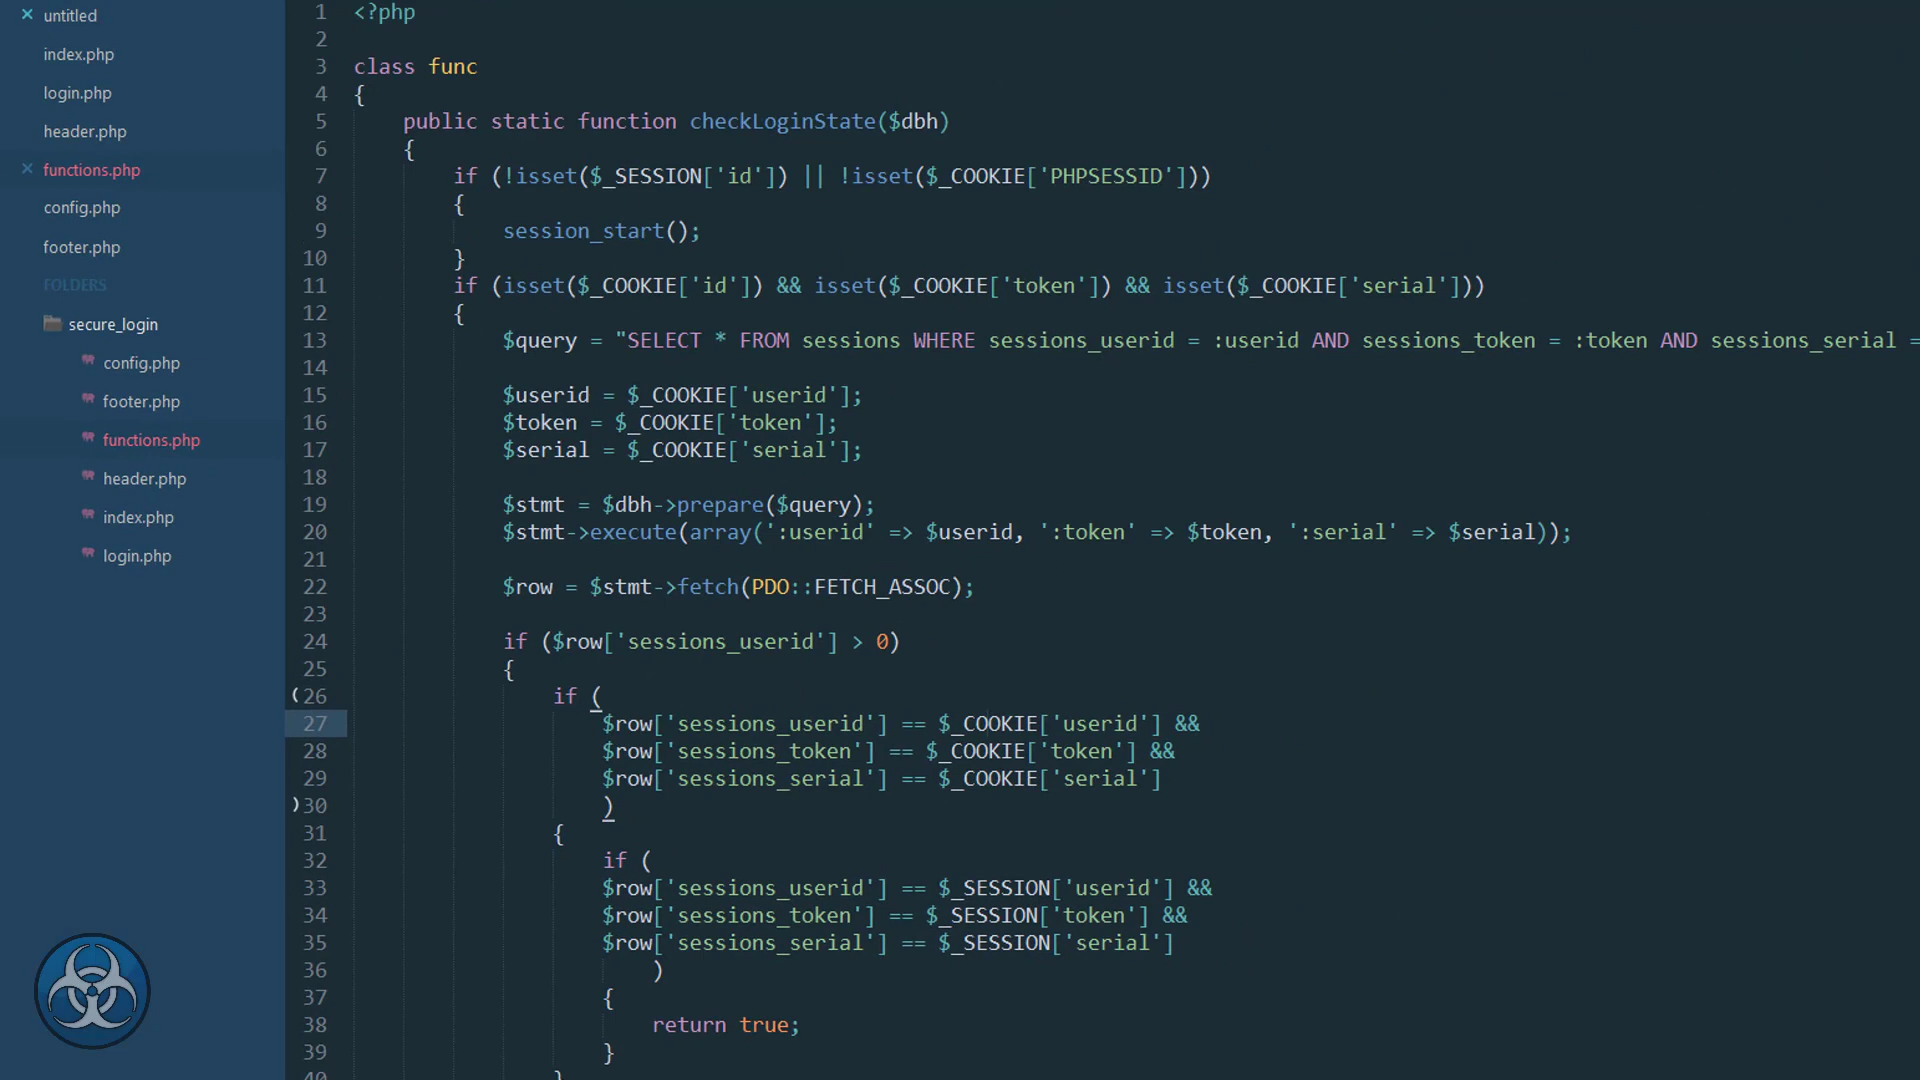 untitled
index.php
login.php
header.php
functions.php
config.php
footer.php
FOLDERS
secure_login
config.php
footer.php
functions.php
header.php
index.php
login.php
1 <?php
2
3 class func
4 {
5 public static function checkLoginState($dbh)
6 {
7 if (!isset($_SESSION['id']) || !isset($_COOKIE['PHPSESSID']))
8 {
9 session_start();
10 }
11 if (isset($_COOKIE['id']) && isset($_COOKIE['token']) && isset($_COOKIE['serial']))
12 {
13 $query = "SELECT * FROM sessions WHERE sessions_userid = :userid AND sessions_token = :token AND sessions_serial =
14
15 $userid = $_COOKIE['userid'];
16 $token = $_COOKIE['token'];
17 $serial = $_COOKIE['serial'];
18
19 $stmt = $dbh->prepare($query);
20 $stmt->execute(array(':userid' => $userid, ':token' => $token, ':serial' => $serial));
21
22 $row = $stmt->fetch(PDO::FETCH_ASSOC);
23
24 if ($row['sessions_userid'] > 0)
25 {
(26 if (
27 $row['sessions_userid'] == $_COOKIE['userid'] &&
28 $row['sessions_token'] == $_COOKIE['token'] &&
29 $row['sessions_serial'] == $_COOKIE['serial']
)30 )
31 {
32 if (
33 $row['sessions_userid'] == $_SESSION['userid'] &&
34 $row['sessions_token'] == $_SESSION['token'] &&
35 $row['sessions_serial'] == $_SESSION['serial']
36 )
37 {
38 return true;
39 }
40 }